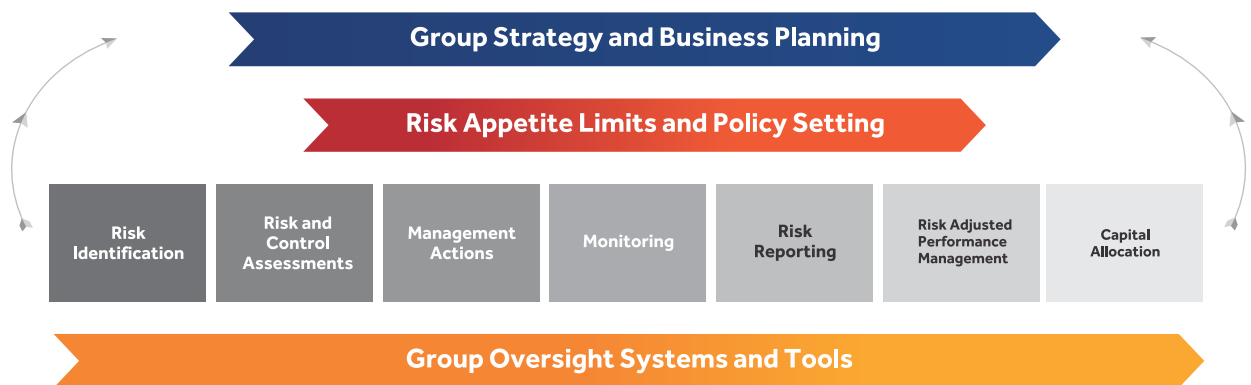 Group Strategy and Business Planning
Risk Appetite Limits and Policy Setting
Risk
Identification
Risk and
Control
Assessments
Management
Actions
Monitoring
Risk
Reporting
Risk Adjusted
Performance
Management
Capital
Allocation
Group Oversight Systems and Tools